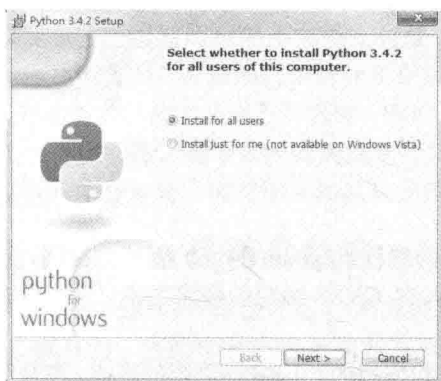 Python 3.4.2 Setup
Select whether to install Python 3.4.2
for all users of this computer.
Install for all users
Install just for me (not available on Windows Vista)
python
for
windows
Back
Next >
Cancel